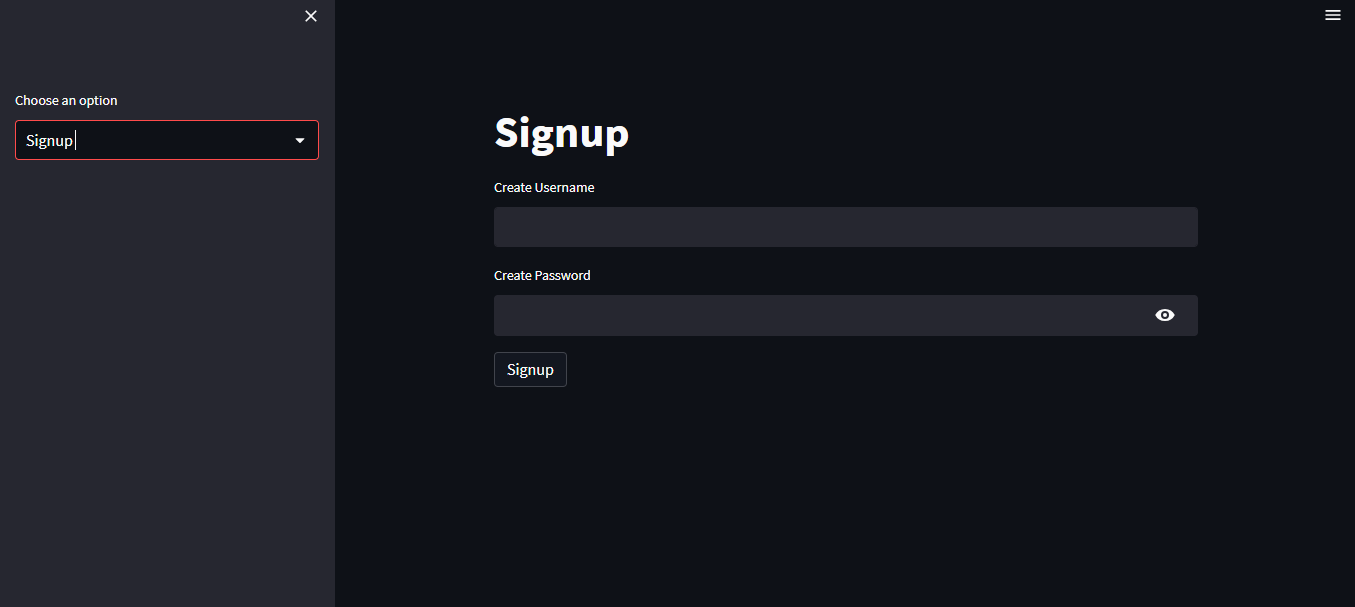 Choose an option
Signup
Signup
Create Username
Create Password
Signup